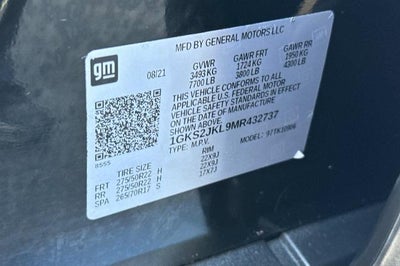 gm
MFD BY GENERAL MOTORS LLC
08/21 GVWR GAWR FRT GAWR RR
3493 KG 1724 KG 1950 KG
7700 LB 3800 LB 4300 LB
THIS VEHICLE CONFORMS TO ALL
APPLICABLE U.S. FEDERAL MOTOR
VEHICLE SAFETY STANDARDS IN EFFECT
ON THE DATE OF MANUFACTURE
1GKS2JKL9MR432737
TYPE: M.P.V. MODEL:
TIRE SIZE RIM
FRT 275/50R22 H 22X9J
RR 275/50R22 H 22X9J
SPA 265/70R17 S 17X7J